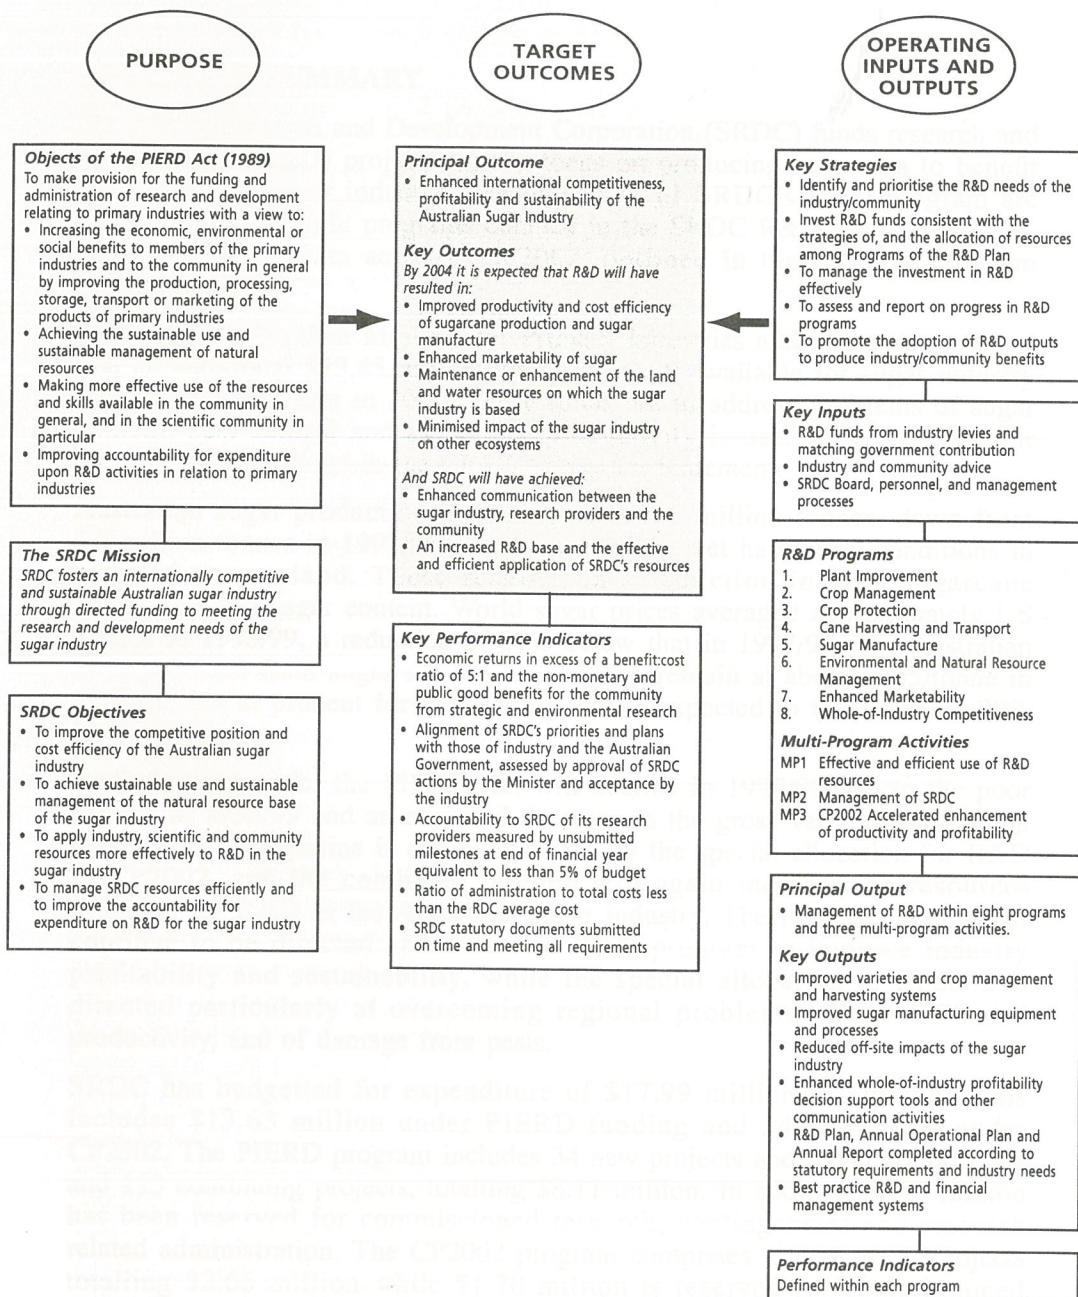 PURPOSE
TARGET
OUTCOMES
OPERATING
INPUTS AND
OUTPUTS
Objects of the PIERD Act (1989)
To make provision for the funding and
administration of research and development
relating to primary industries with a view to:
• Increasing the economic, environmental or
social benefits to members of the primary
industries and to the community in general
by improving the production, processing,
storage, transport or marketing of the
products of primary industries
• Achieving the sustainable use and
sustainable management of natural
resources
• Making more effective use of the resources
and skills available in the community in
general, and in the scientific community in
particular
• Improving accountability for expenditure
upon R&D activities in relation to primary
industries
The SRDC Mission
SRDC fosters an internationally competitive
and sustainable Australian sugar industry
through directed funding to meeting the
research and development needs of the
sugar industry
SRDC Objectives
• To improve the competitive position and
cost efficiency of the Australian sugar
industry
• To achieve sustainable use and sustainable
management of the natural resource base
of the sugar industry
• To apply industry, scientific and community
resources more effectively to R&D in the
sugar industry
• To manage SRDC resources efficiently and
to improve the accountability for
expenditure on R&D for the sugar industry
Principal Outcome
• Enhanced international competitiveness,
profitability and sustainability of the
Australian Sugar Industry
Key Outcomes
By 2004 it is expected that R&D will have
resulted in:
• Improved productivity and cost efficiency
of sugarcane production and sugar
manufacture
• Enhanced marketability of sugar
• Maintenance or enhancement of the land
and water resources on which the sugar
industry is based
• Minimised impact of the sugar industry
on other ecosystems
And SRDC will have achieved:
• Enhanced communication between the
sugar industry, research providers and the
community
• An increased R&D base and the effective
and efficient application of SRDC's resources
Key Performance Indicators
• Economic returns in excess of a benefit:cost
ratio of 5:1 and the non-monetary and
public good benefits for the community
from strategic and environmental research
• Alignment of SRDC's priorities and plans
with those of industry and the Australian
Government, assessed by approval of SRDC
actions by the Minister and acceptance by
the industry
• Accountability to SRDC of its research
providers measured by unsubmitted
milestones at end of financial year
equivalent to less than 5% of budget
• Ratio of administration to total costs less
than the RDC average cost
• SRDC statutory documents submitted
on time and meeting all requirements
Key Strategies
• Identify and prioritise the R&D needs of the
industry/community
• Invest R&D funds consistent with the
strategies of, and the allocation of resources
among Programs of the R&D Plan
• To manage the investment in R&D
effectively
• To assess and report on progress in R&D
programs
• To promote the adoption of R&D outputs
to produce industry/community benefits
Key Inputs
• R&D funds from industry levies and
matching government contribution
• Industry and community advice
• SRDC Board, personnel, and management
processes
R&D Programs
1. Plant Improvement
2. Crop Management
3. Crop Protection
4. Cane Harvesting and Transport
5. Sugar Manufacture
6. Environmental and Natural Resource
Management
7. Enhanced Marketability
8. Whole-of-Industry Competitiveness
Multi-Program Activities
MP1 Effective and efficient use of R&D
resources
MP2 Management of SRDC
MP3 CP2002 Accelerated enhancement
of productivity and profitability
Principal Output
• Management of R&D within eight programs
and three multi-program activities.
Key Outputs
• Improved varieties and crop management
and harvesting systems
• Improved sugar manufacturing equipment
and processes
• Reduced off-site impacts of the sugar
industry
• Enhanced whole-of-industry profitability
decision support tools and other
communication activities
• R&D Plan, Annual Operational Plan and
Annual Report completed according to
statutory requirements and industry needs
• Best practice R&D and financial
management systems
Performance Indicators
Defined within each program